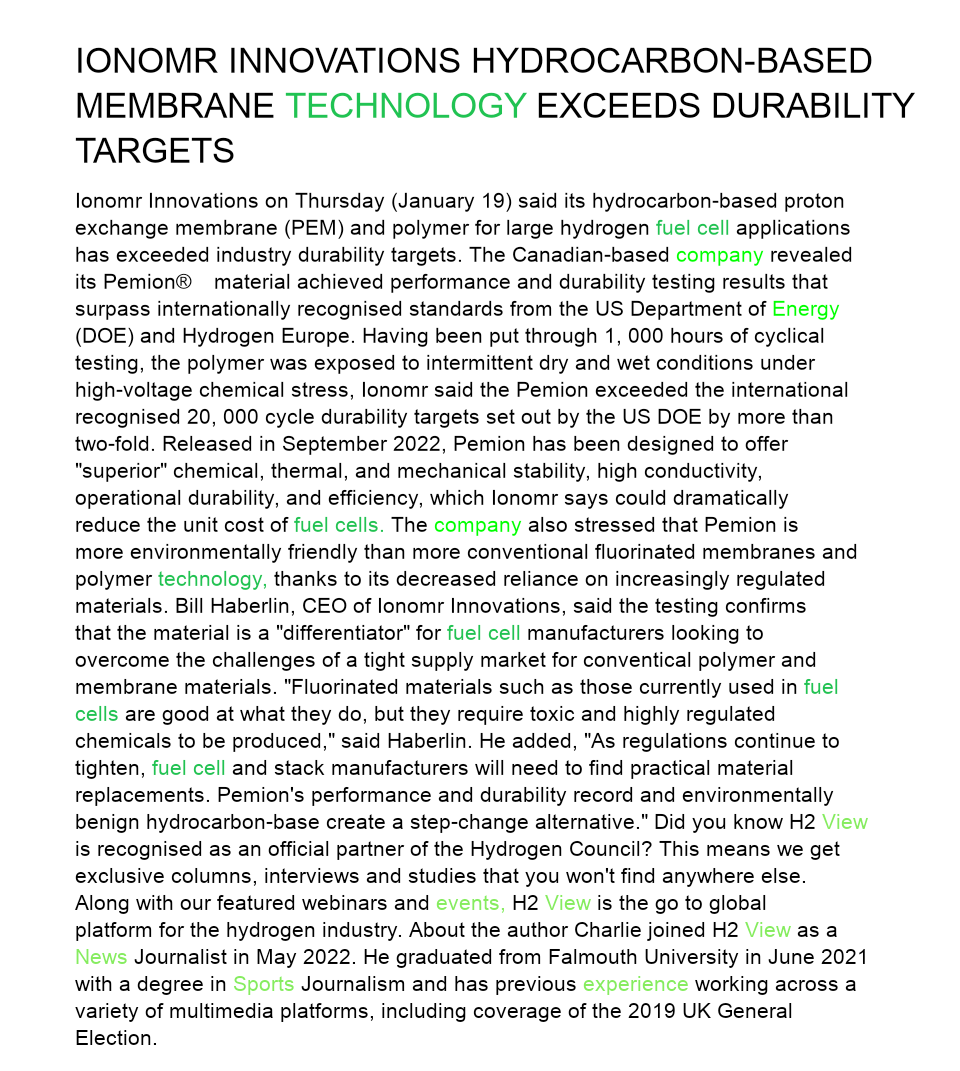 IONOMR INNOVATIONS HYDROCARBON-BASED
MEMBRANE TECHNOLOGY EXCEEDS DURABILITY
TARGETS
Ionomr Innovations on Thursday (January 19) said its hydrocarbon-based proton
exchange membrane (PEM) and polymer for large hydrogen fuel cell applications
has exceeded industry durability targets. The Canadian-based company revealed
its Pemion® material achieved performance and durability testing results that
surpass internationally recognised standards from the US Department of Energy
(DOE) and Hydrogen Europe. Having been put through 1, 000 hours of cyclical
testing, the polymer was exposed to intermittent dry and wet conditions under
high-voltage chemical stress, Ionomr said the Pemion exceeded the international
recognised 20, 000 cycle durability targets set out by the US DOE by more than
two-fold. Released in September 2022, Pemion has been designed to offer
"superior" chemical, thermal, and mechanical stability, high conductivity,
operational durability, and efficiency, which Ionomr says could dramatically
reduce the unit cost of fuel cells. The company also stressed that Pemion is
more environmentally friendly than more conventional fluorinated membranes and
polymer technology, thanks to its decreased reliance on increasingly regulated
materials. Bill Haberlin, CEO of Ionomr Innovations, said the testing confirms
that the material is a "differentiator" for fuel cell manufacturers looking to
overcome the challenges of a tight supply market for conventical polymer and
membrane materials. "Fluorinated materials such as those currently used in fuel
cells are good at what they do, but they require toxic and highly regulated
chemicals to be produced," said Haberlin. He added, "As regulations continue to
tighten, fuel cell and stack manufacturers will need to find practical material
replacements. Pemion's performance and durability record and environmentally
benign hydrocarbon-base create a step-change alternative." Did you know H2 View
is recognised as an official partner of the Hydrogen Council? This means we get
exclusive columns, interviews and studies that you won't find anywhere else.
Along with our featured webinars and events, H2 View is the go to global
platform for the hydrogen industry. About the author Charlie joined H2 View as a
News Journalist in May 2022. He graduated from Falmouth University in June 2021
with a degree in Sports Journalism and has previous experience working across a
variety of multimedia platforms, including coverage of the 2019 UK General
Election.